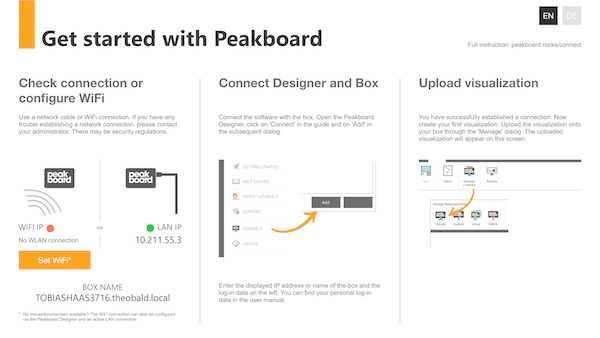 EN DE
Get started with Peakboard
Full instruction: peakboard.rocks/connect
Check connection or
configure WiFi
Use a network cable or WiFi connection. If you have any
trouble establishing a network connection, please contact
your administrator. There may be security regulations.
peak
board
peak
board
WIFI IP
ok
LAN IP
No WLAN connection
10.211.55.3
Set WiFi*
BOX NAME
TOBIASHAAS3716.theobald.local
* No mouse/touchscreen available? The WiFi connection can also be configured
via the Peakboard Designer and an active LAN connection
Connect Designer and Box
Connect the software with the box. Open the Peakboard
Designer, click on 'Connect' in the guide and on 'Add' in
the subsequent dialog.
GETTING STARTED
HELP CENTER
VIDEO TUTORIALS
SUPPORT
CONNECT
UPDATE
Add
Enter the displayed IP address or name of the box and the
log-in data on the left. You can find your personal log-in
data in the user manual.
Upload visualization
You have successfully established a connection. Now
create your first visualization. Upload the visualization onto
your box through the 'Manage' dialog. The uploaded
visualization will appear on this screen.
Manage
Preview
Manage Peakboard
Upload
Delete